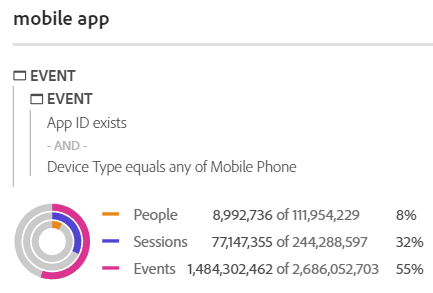 mobile app
EVENT
EVENT
App ID exists
- AND -
Device Type equals any of Mobile Phone
People 8,992,736 of 111,954,229 8%
Sessions 77,147,355 of 244,288,597 32%
Events 1,484,302,462 of 2,686,052,703 55%